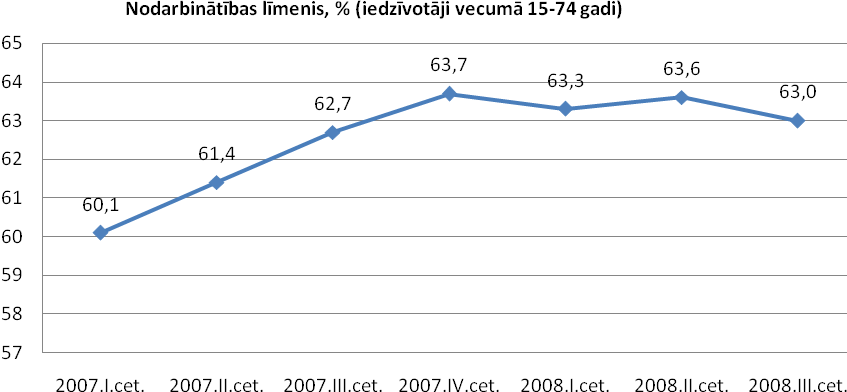 Nodarbinātības līmenis, % (iedzīvotāji vecumā 15-74 gadi)
65
64
63
62
61
60
59
58
57
60,1
61,4
62,7
63,7
63,3
63,6
63,0
2007.I.cet.
2007.II.cet.
2007.III.cet.
2007.IV.cet.
2008.I.cet.
2008.II.cet.
2008.III.cet.